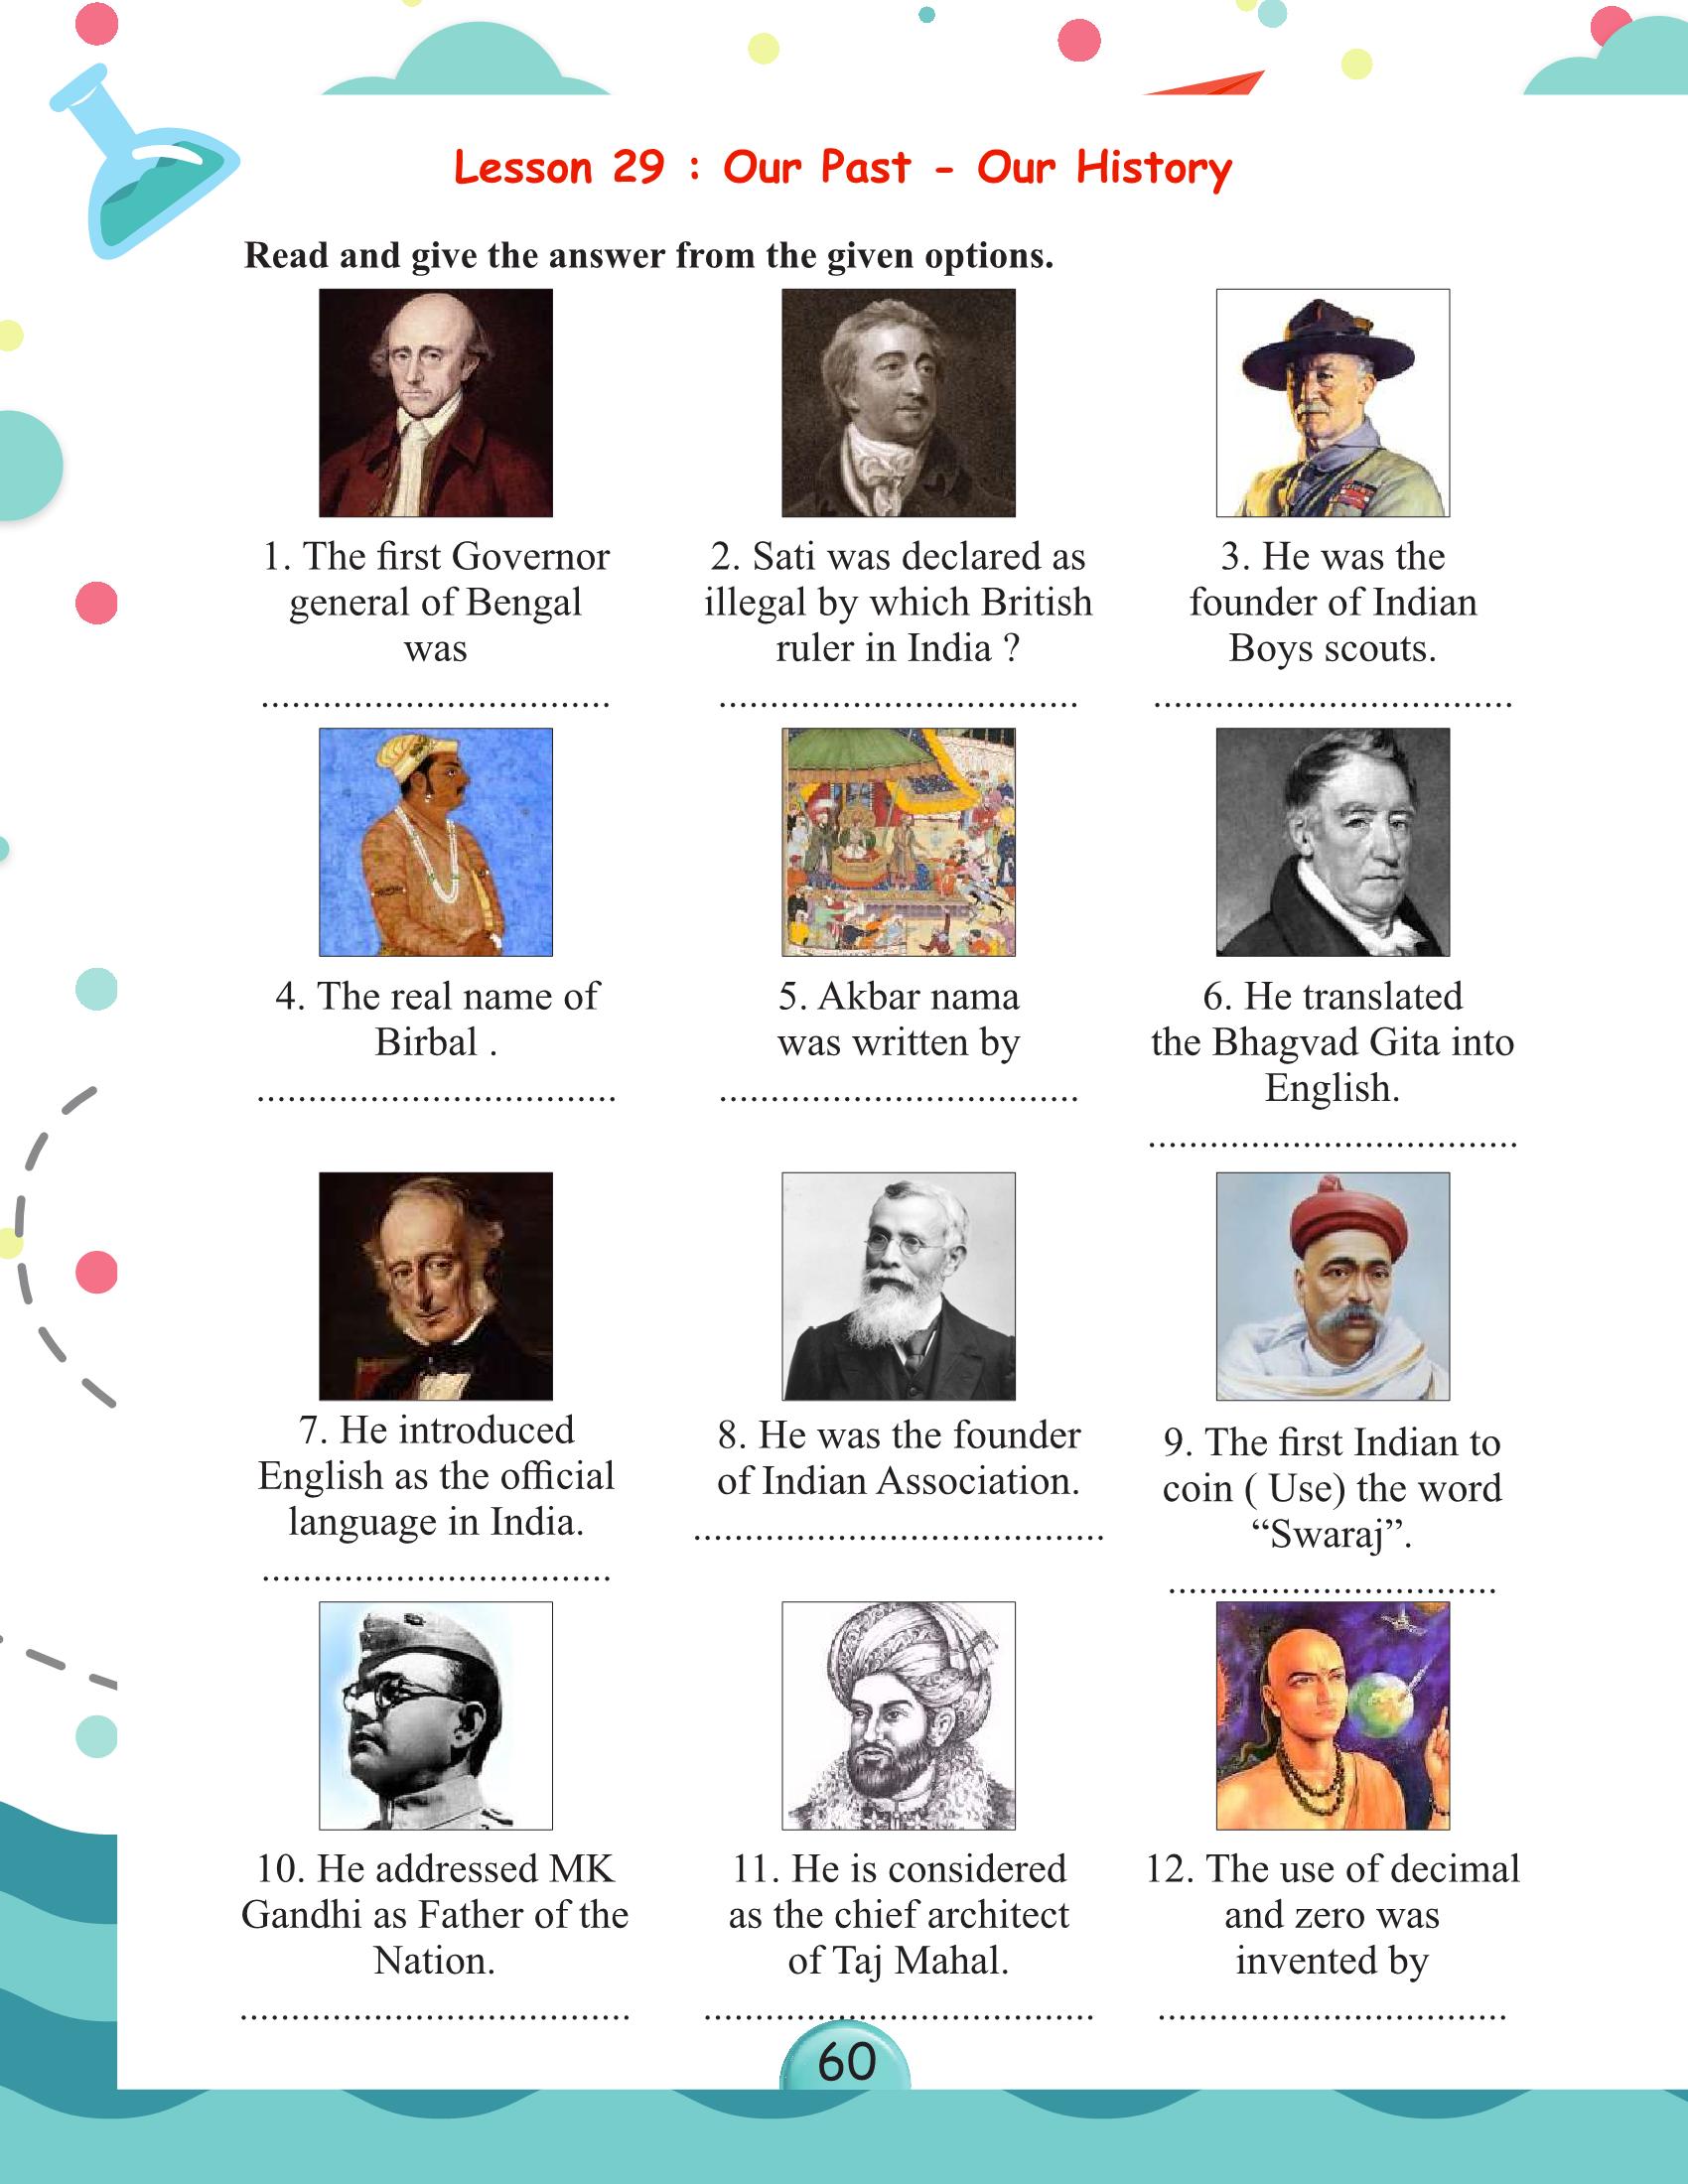 Lesson 29 : Our Past - Our History
Read and give the answer from the given options.
1. The first Governor
general of Bengal
was
..................................
2. Sati was declared as
illegal by which British
ruler in India ?
...................................
3. He was the
founder of Indian
Boys scouts.
...................................
4. The real name of
Birbal .
...................................
5. Akbar nama
was written by
...................................
6. He translated
the Bhagvad Gita into
English.
....................................
7. He introduced
English as the official
language in India.
..................................
8. He was the founder
of Indian Association.
........................................
9. The first Indian to
coin ( Use) the word
“Swaraj”.
................................
10. He addressed MK
Gandhi as Father of the
Nation.
......................................
11. He is considered
as the chief architect
of Taj Mahal.
......................................
12. The use of decimal
and zero was
invented by
..................................
60